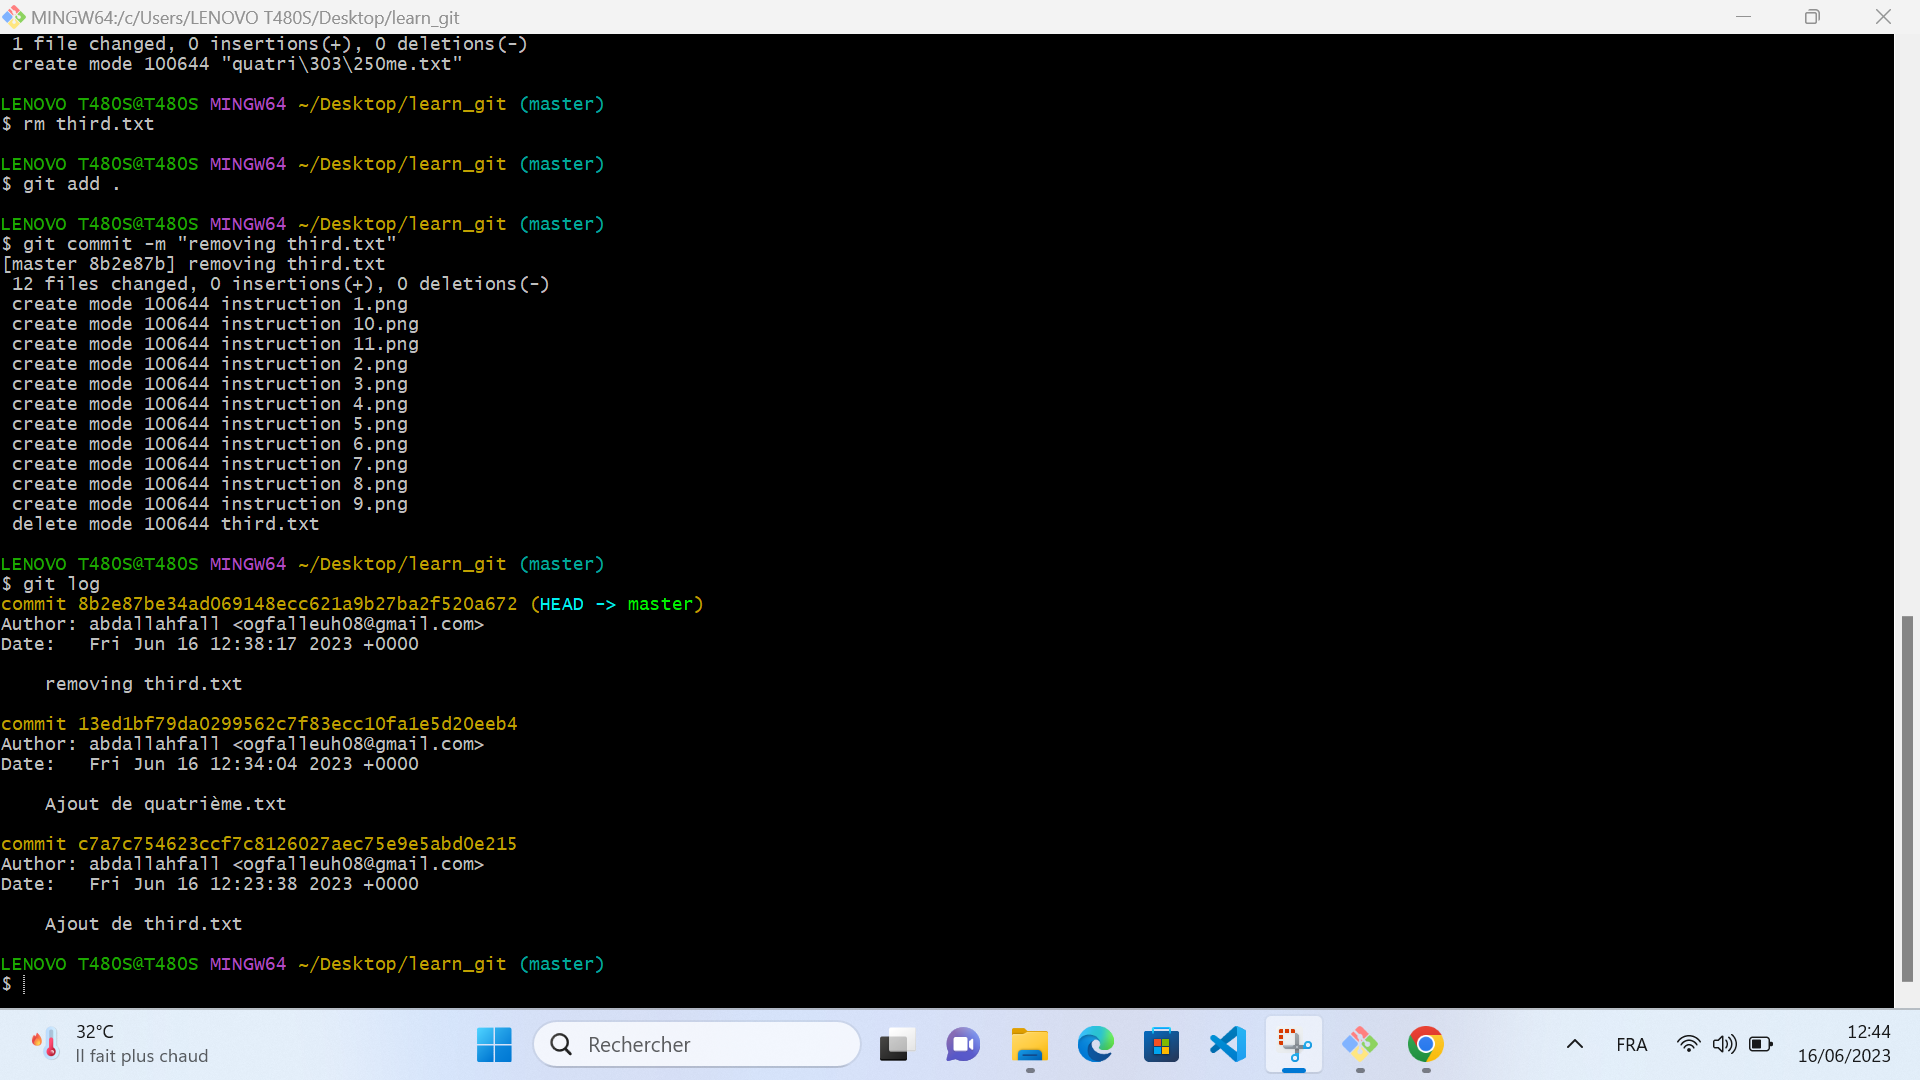 MINGW64:/c/Users/LENOVO T480S/Desktop/learn_git
 1 file changed, 0 insertions(+), 0 deletions(-)
 create mode 100644 "quatri\303\250me.txt"
LENOVO T480S@T480S MINGW64 ~/Desktop/learn_git (master)
$ rm third.txt
LENOVO T480S@T480S MINGW64 ~/Desktop/learn_git (master)
$ git add .
LENOVO T480S@T480S MINGW64 ~/Desktop/learn_git (master)
$ git commit -m "removing third.txt"
[master 8b2e87b] removing third.txt
 12 files changed, 0 insertions(+), 0 deletions(-)
 create mode 100644 instruction 1.png
 create mode 100644 instruction 10.png
 create mode 100644 instruction 11.png
 create mode 100644 instruction 2.png
 create mode 100644 instruction 3.png
 create mode 100644 instruction 4.png
 create mode 100644 instruction 5.png
 create mode 100644 instruction 6.png
 create mode 100644 instruction 7.png
 create mode 100644 instruction 8.png
 create mode 100644 instruction 9.png
 delete mode 100644 third.txt
LENOVO T480S@T480S MINGW64 ~/Desktop/learn_git (master)
$ git log
commit 8b2e87be34ad069148ecc621a9b27ba2f520a672 (HEAD -> master)
Author: abdallahfall <ogfalleuh08@gmail.com>
Date:   Fri Jun 16 12:38:17 2023 +0000
    removing third.txt
commit 13ed1bf79da0299562c7f83ecc10fa1e5d20eeb4
Author: abdallahfall <ogfalleuh08@gmail.com>
Date:   Fri Jun 16 12:34:04 2023 +0000
    Ajout de quatrième.txt
commit c7a7c754623ccf7c8126027aec75e9e5abd0e215
Author: abdallahfall <ogfalleuh08@gmail.com>
Date:   Fri Jun 16 12:23:38 2023 +0000
    Ajout de third.txt
LENOVO T480S@T480S MINGW64 ~/Desktop/learn_git (master)
$
32°C
Il fait plus chaud
Rechercher
FRA
12:44
16/06/2023